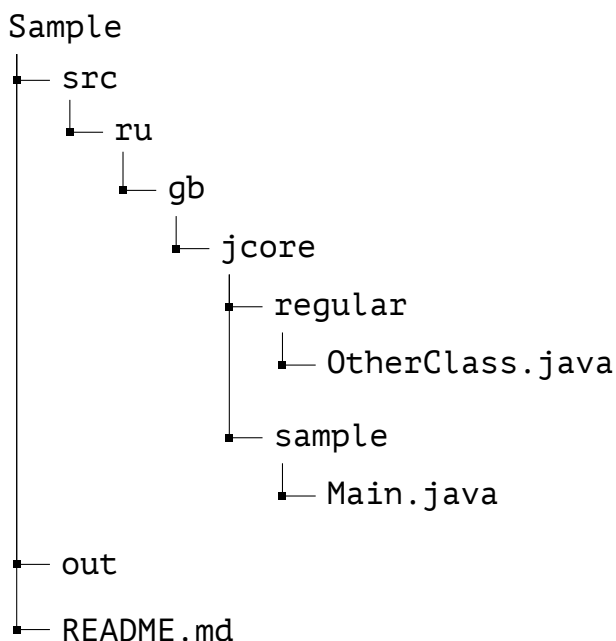 Sample
src
ru
gb
jcore
regular
OtherClass.java
sample
Main.java
out
README.md